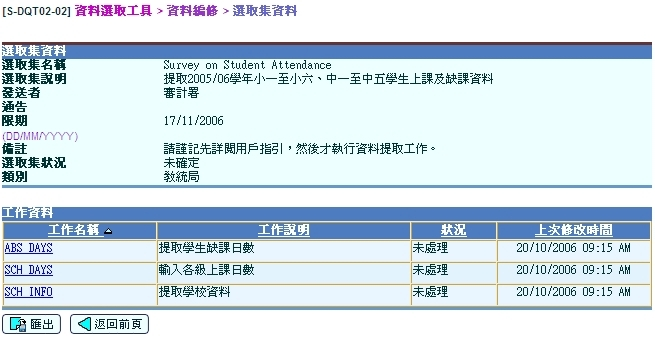 [S-DQT02-02] 資料選取工具 > 資料編修 > 選取集資料
選取集資料
選取集名稱 Survey on Student Attendance
選取集說明 提取2005/06學年小一至小六、中一至中五學生上課及缺課資料
發送者 審計署
通告
限期 17/11/2006
(DD/MM/YYYY)
備註 請謹記先詳閱用戶指引，然後才執行資料提取工作。
選取集狀況 未確定
類別 教統局
工作資料
工作名稱 工作說明 狀況 上次修改時間
ABS_DAYS 提取學生缺課日數 未處理 20/10/2006 09:15 AM
SCH_DAYS 輸入各級上課日數 未處理 20/10/2006 09:15 AM
SCH_INFO 提取學校資料 未處理 20/10/2006 09:15 AM
匯出 返回前頁